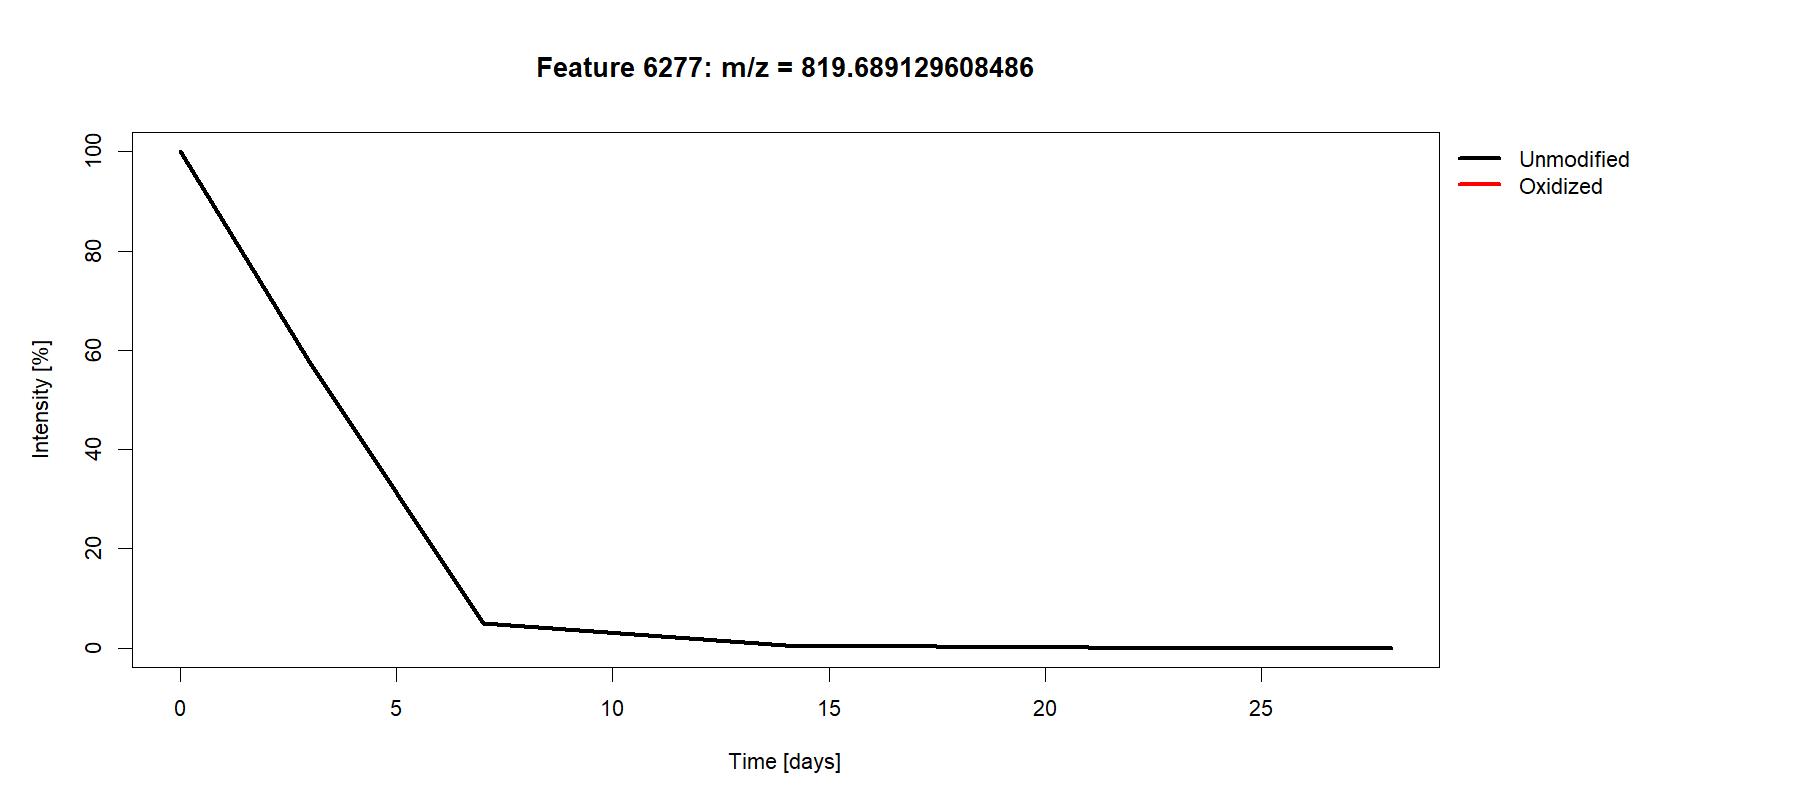 Feature 6277: m/z = 819.689129608486
Unmodified
Oxidized
Intensity [%]
100
80
60
40
20
0
0 5 10 15 20 25
Time [days]